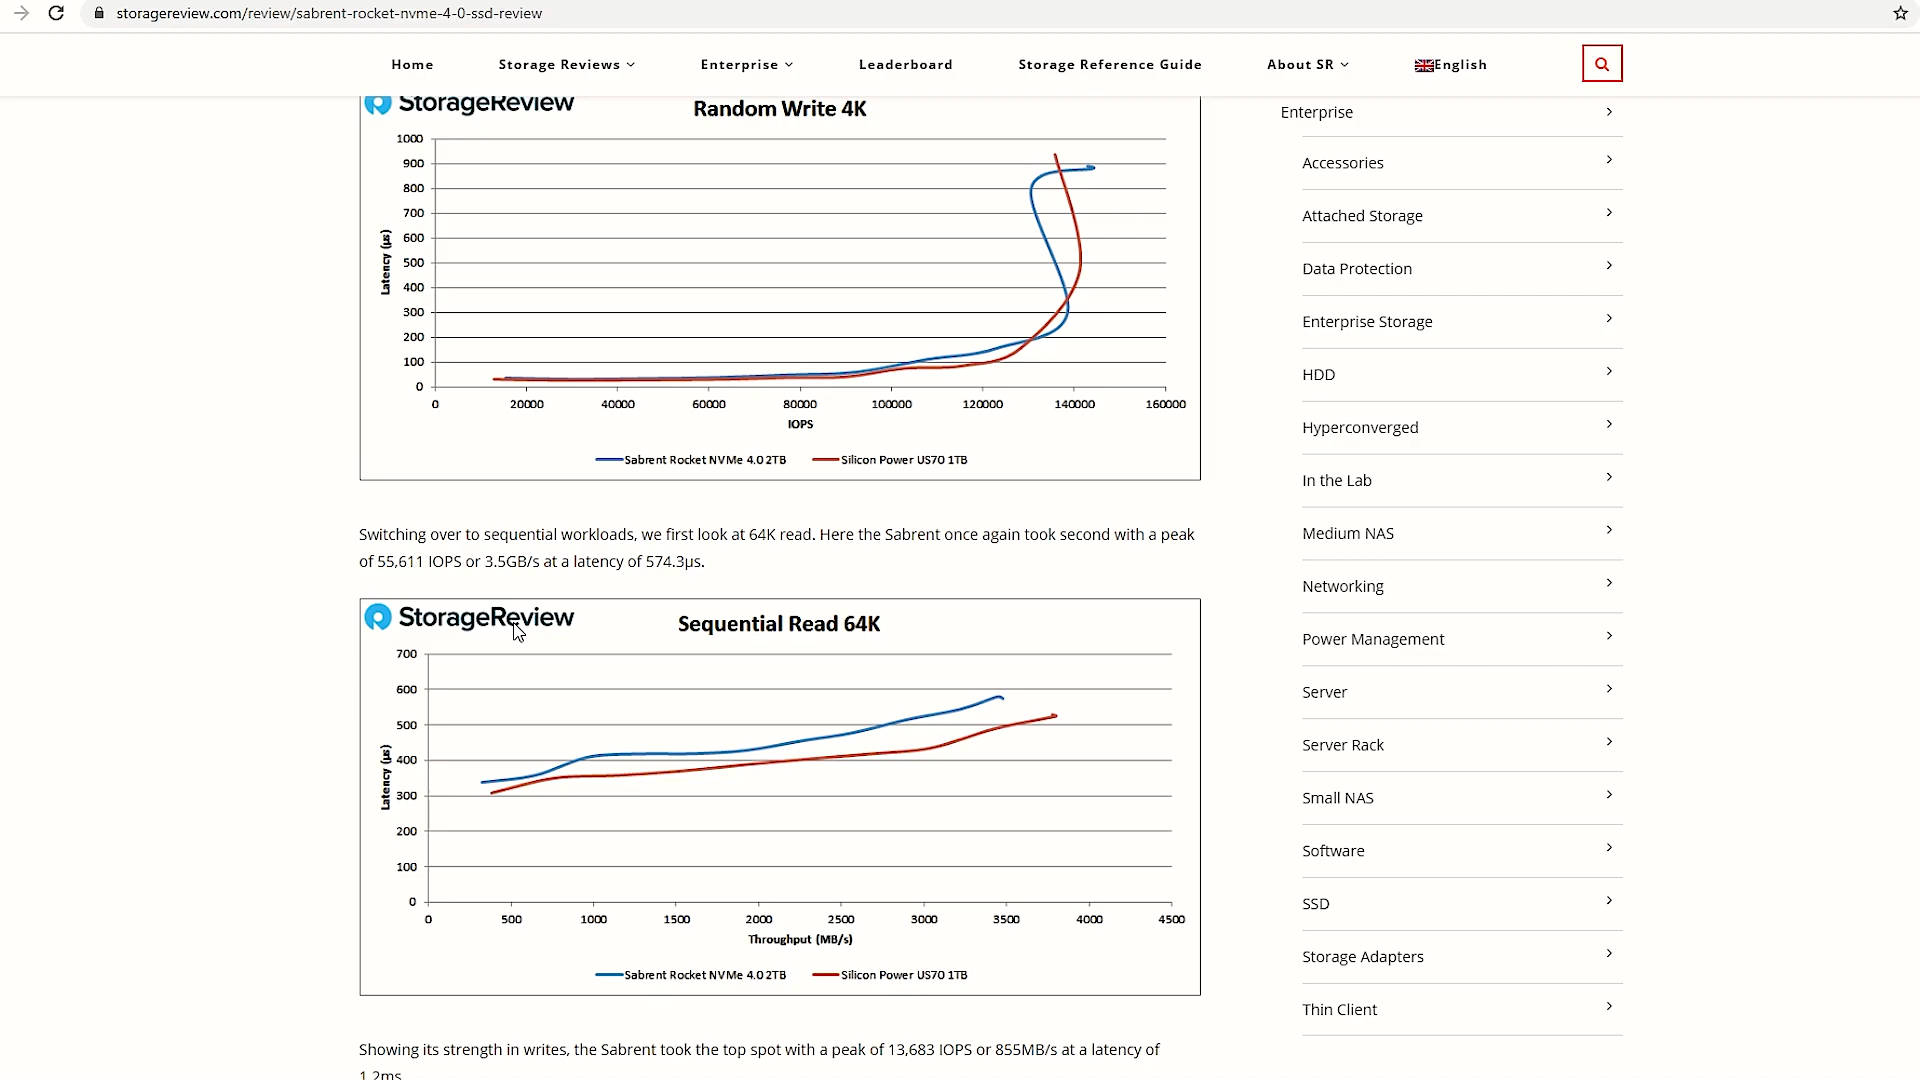 storagereview.com/review/sabrent-rocket-nvme-4-0-ssd-review
Home
Storage Reviews
Enterprise
Leaderboard
Storage Reference Guide
About SR
English
StorageReview
Random Write 4K
1000
900
800
700
600
500
400
300
200
100
0
Latency (µs)
0 20000 40000 60000 80000 100000 120000 140000 160000
IOPS
Sabrent Rocket NVMe 4.0 2TB
Silicon Power US70 1TB
Switching over to sequential workloads, we first look at 64K read. Here the Sabrent once again took second with a peak
of 55,611 IOPS or 3.5GB/s at a latency of 574.3µs.
StorageReview
Sequential Read 64K
700
600
500
400
300
200
100
0
Latency (µs)
0 500 1000 1500 2000 2500 3000 3500 4000 4500
Throughput (MB/s)
Sabrent Rocket NVMe 4.0 2TB
Silicon Power US70 1TB
Showing its strength in writes, the Sabrent took the top spot with a peak of 13,683 IOPS or 855MB/s at a latency of
1.2ms
Enterprise
Accessories
Attached Storage
Data Protection
Enterprise Storage
HDD
Hyperconverged
In the Lab
Medium NAS
Networking
Power Management
Server
Server Rack
Small NAS
Software
SSD
Storage Adapters
Thin Client